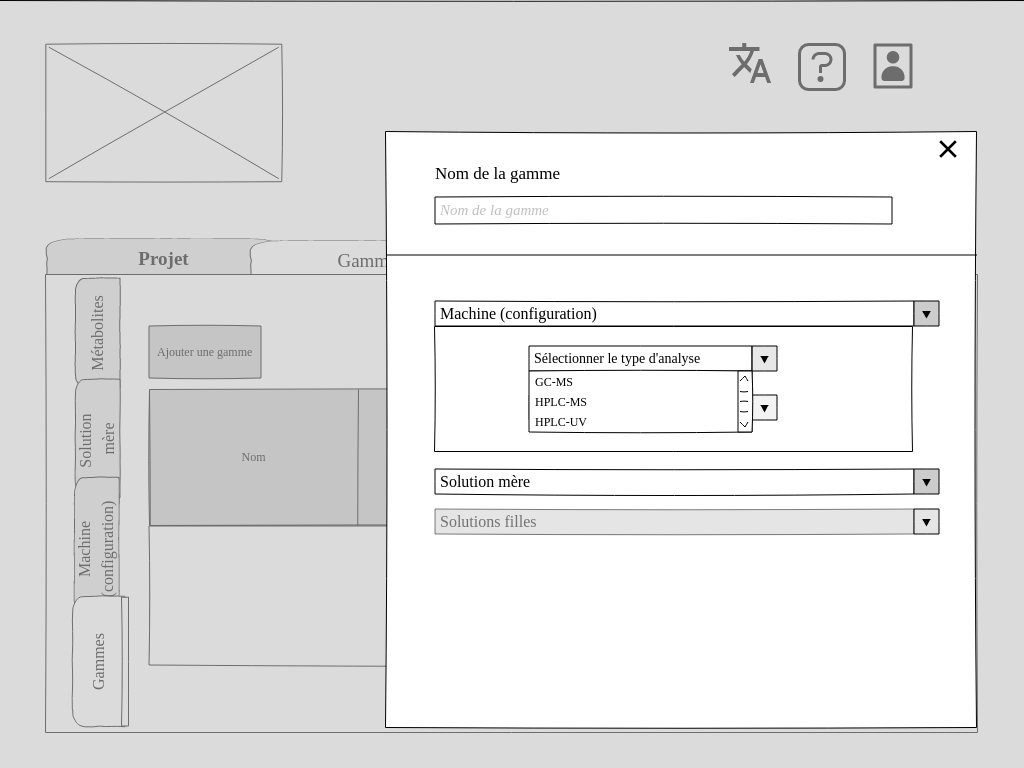 Nom de la gamme
Nom de la gamme
Projet
Gamm
Métabolites
Solution
mère
Machine
(configuration)
Gammes
Ajouter une gamme
Nom
Machine (configuration)
Sélectionner le type d'analyse
GC-MS
HPLC-MS
HPLC-UV
Solution mère
Solutions filles